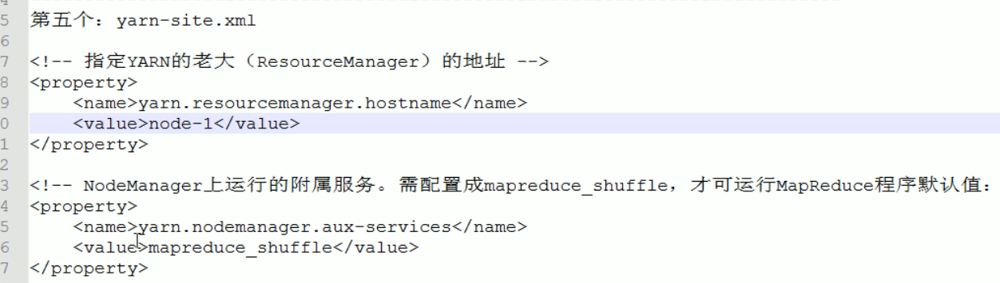 5 第五个：yarn-site.xml
6
7 <!-- 指定YARN的老大（ResourceManager）的地址 -->
8 <property>
9     <name>yarn.resourcemanager.hostname</name>
0     <value>node-1</value>
1 </property>
2
3 <!-- NodeManager上运行的附属服务。需配置成mapreduce_shuffle，才可运行MapReduce程序默认值：
4 <property>
5     <name>yarn.nodemanager.aux-services</name>
6     <value>mapreduce_shuffle</value>
7 </property>